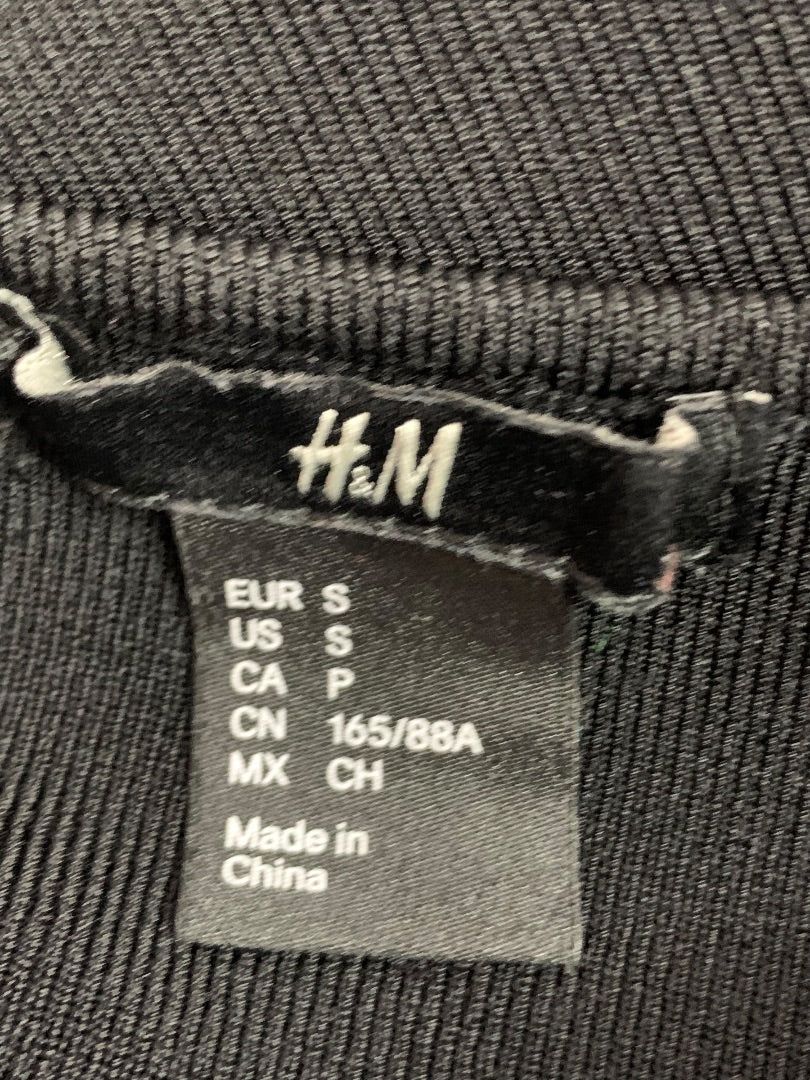 H&M
EUR S
US S
CA P
CN 165/88A
MX CH
Made in
China